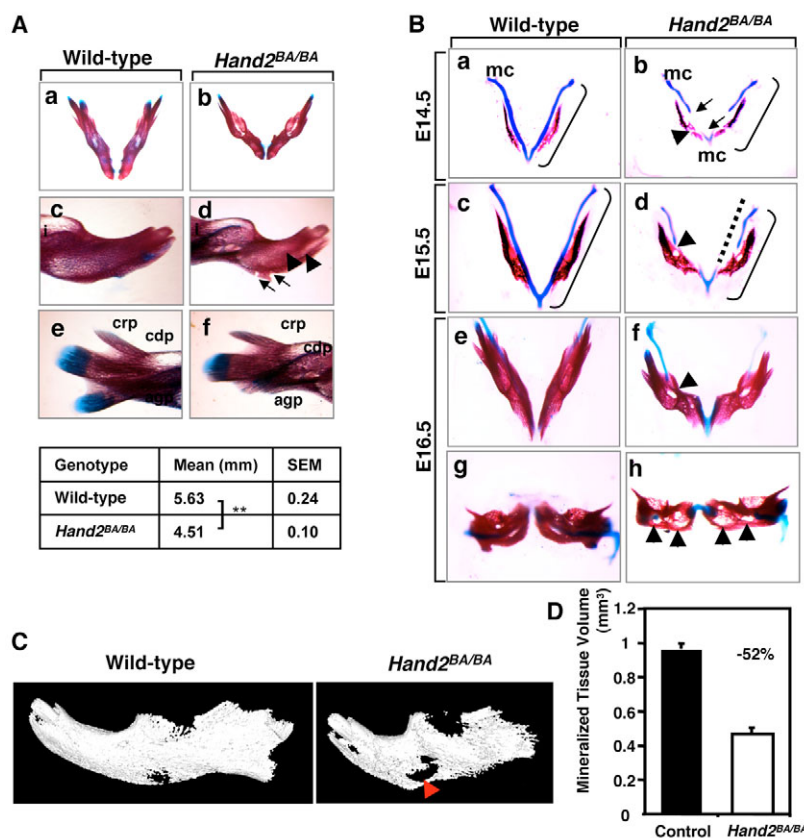 A
Wild-type
Hand2BA/BA
a
b
c
i
d
e
crp
cdp
agp
f
crp
cdp
agp
Genotype Mean (mm) SEM
Wild-type 5.63 0.24
**
Hand2BA/BA 4.51 0.10
B
Wild-type
Hand2BA/BA
E14.5
a
mc
b
mc
mc
E15.5
c
d
E16.5
e
f
g
h
C
Wild-type
Hand2BA/BA
D
Mineralized Tissue Volume
(mm3)
1.2
1
0.8
0.6
0.4
0.2
0
-52%
Control Hand2BA/BA